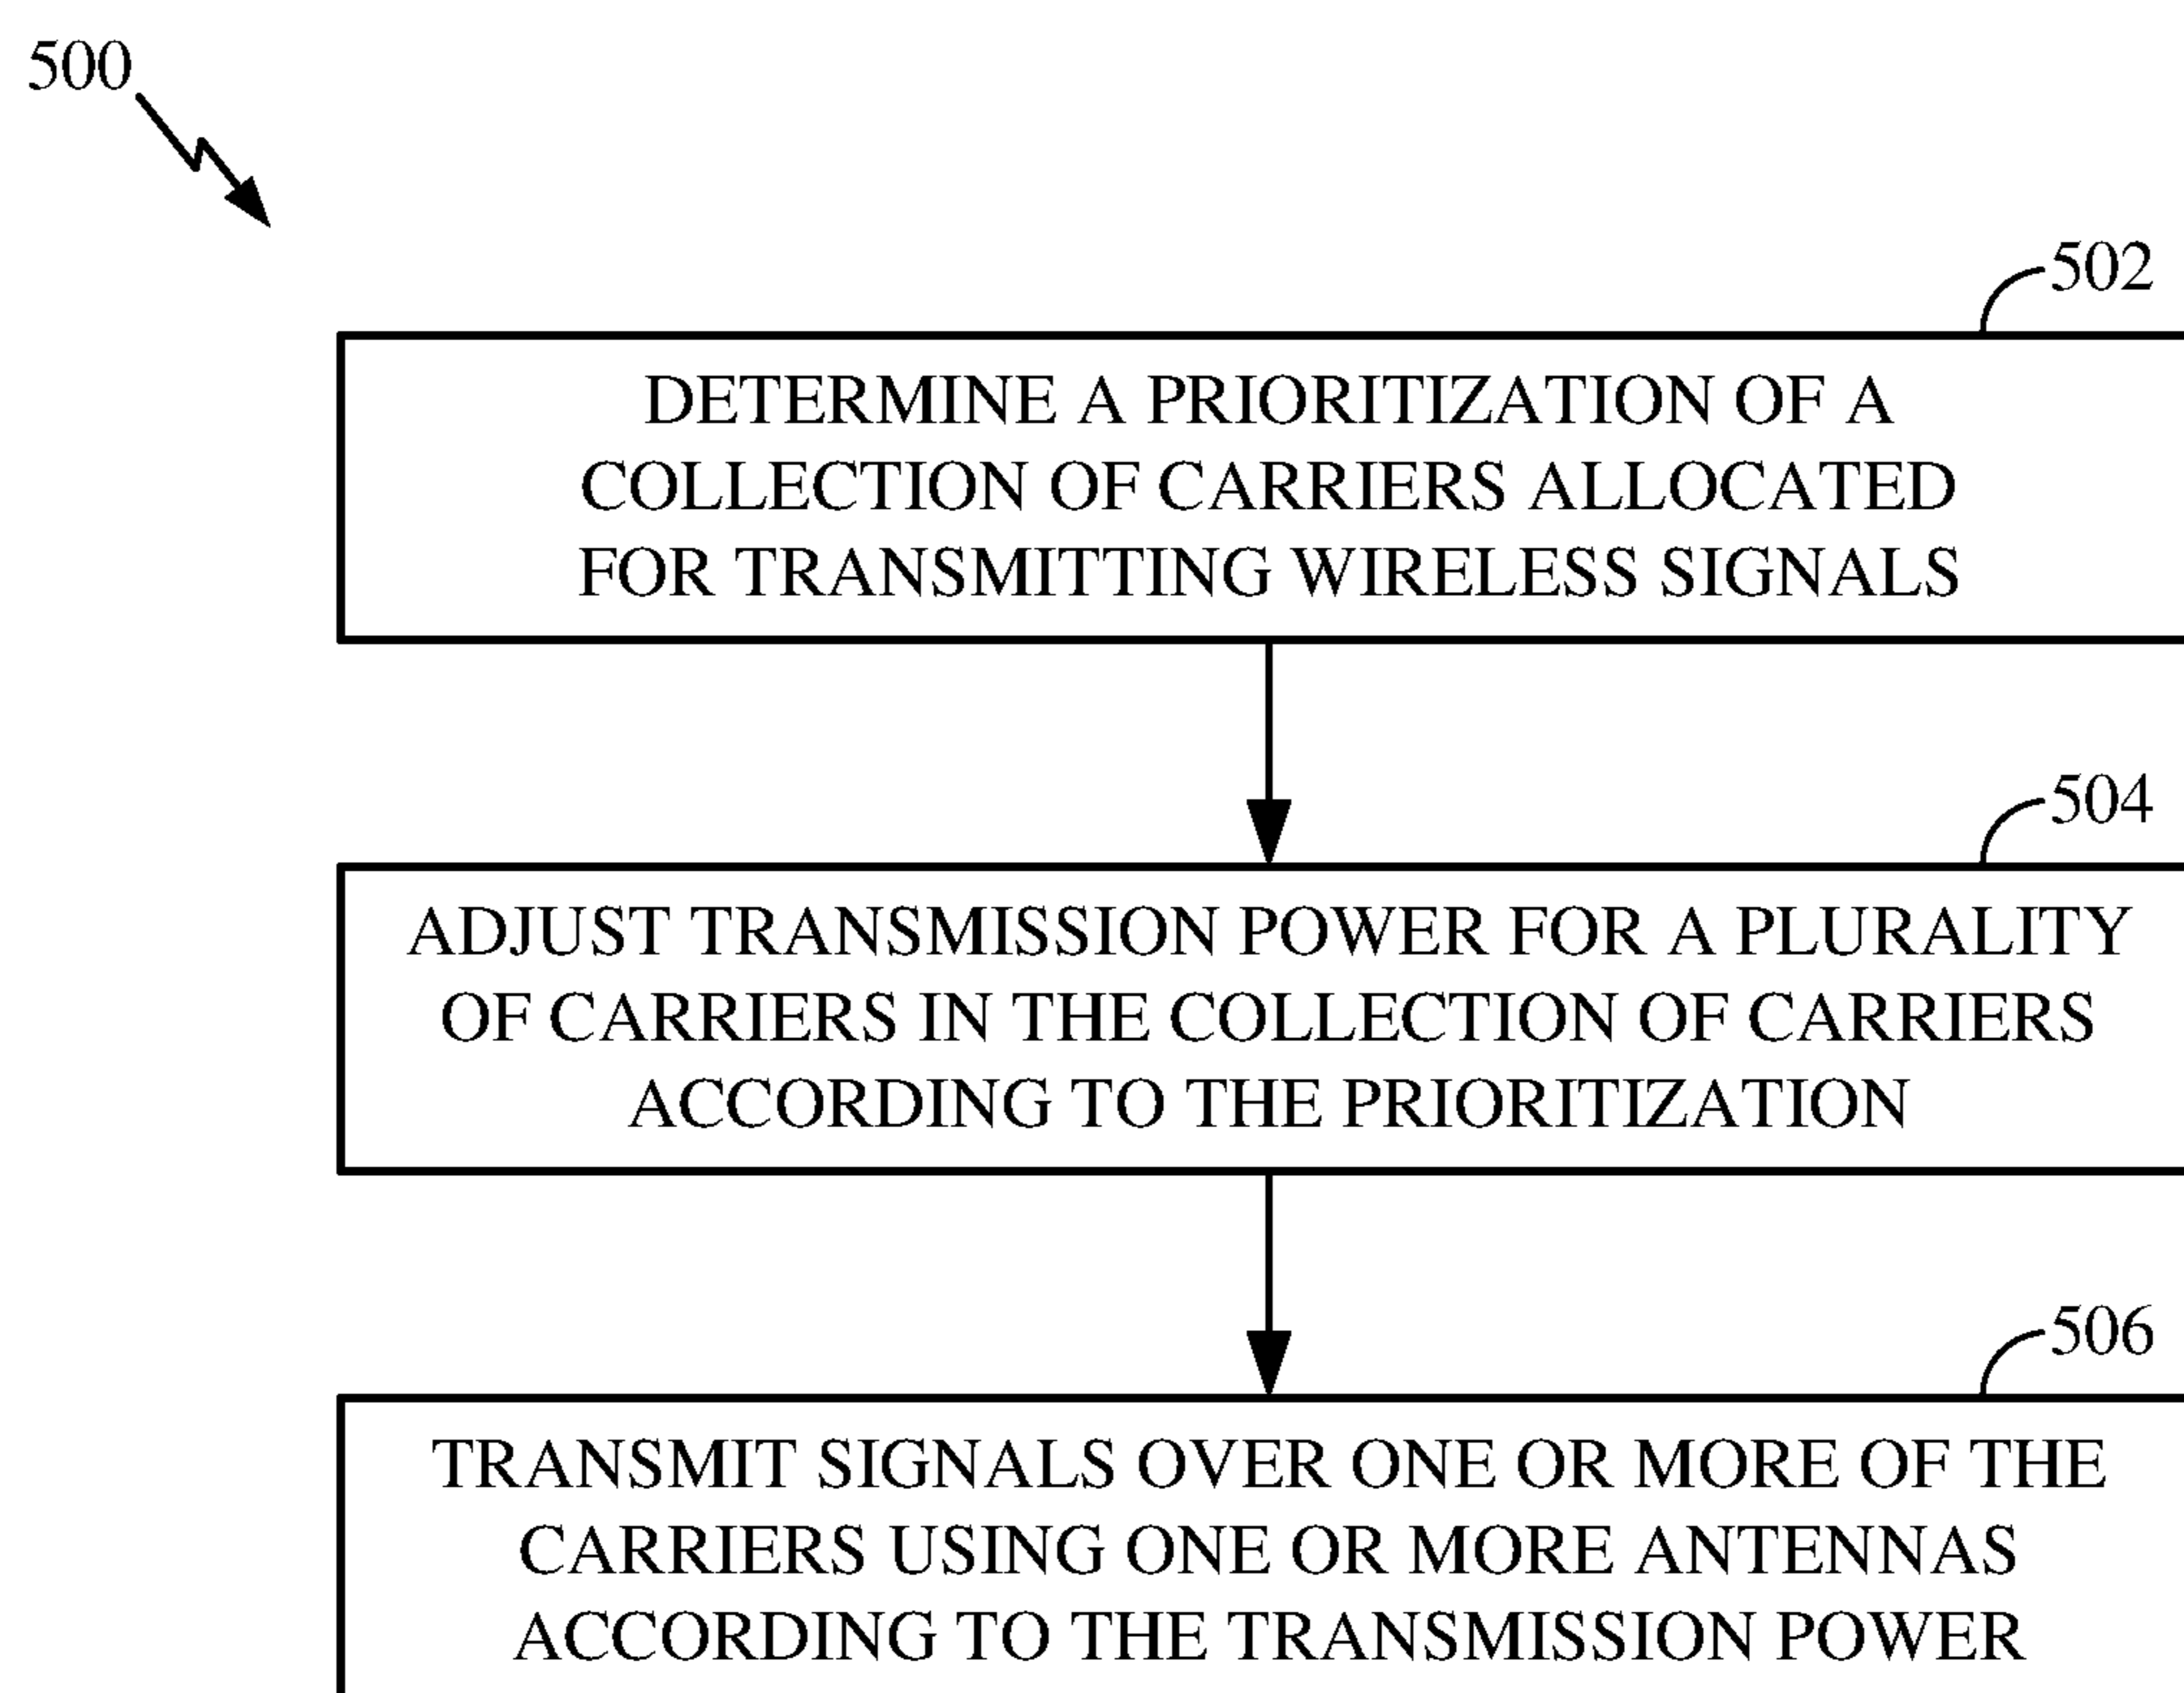 500
502
DETERMINE A PRIORITIZATION OF A
COLLECTION OF CARRIERS ALLOCATED
FOR TRANSMITTING WIRELESS SIGNALS
504
ADJUST TRANSMISSION POWER FOR A PLURALITY
OF CARRIERS IN THE COLLECTION OF CARRIERS
ACCORDING TO THE PRIORITIZATION
506
TRANSMIT SIGNALS OVER ONE OR MORE OF THE
CARRIERS USING ONE OR MORE ANTENNAS
ACCORDING TO THE TRANSMISSION POWER